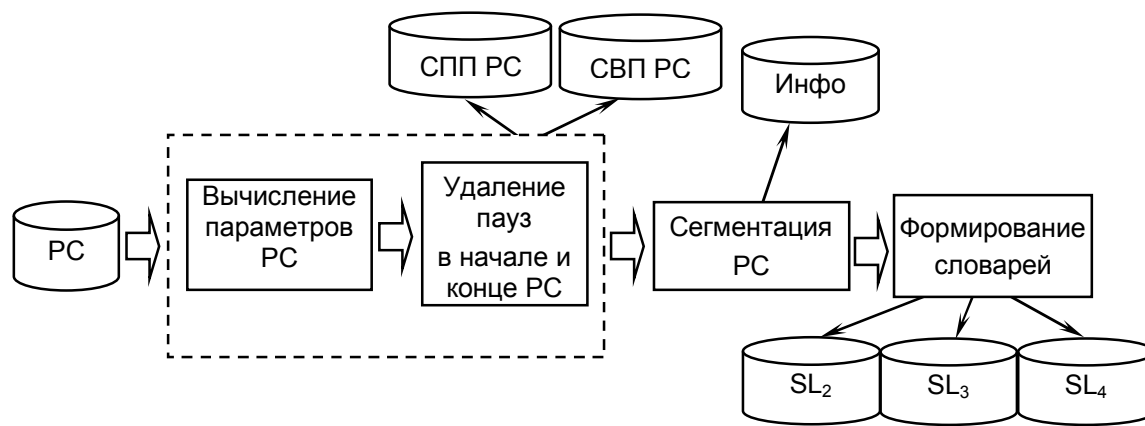 СПП РС
СВП РС
Инфо
РС
Вычисление
параметров
РС
Удаление
пауз
в начале и
конце РС
Сегментация
РС
Формирование
словарей
SL₂
SL₃
SL₄